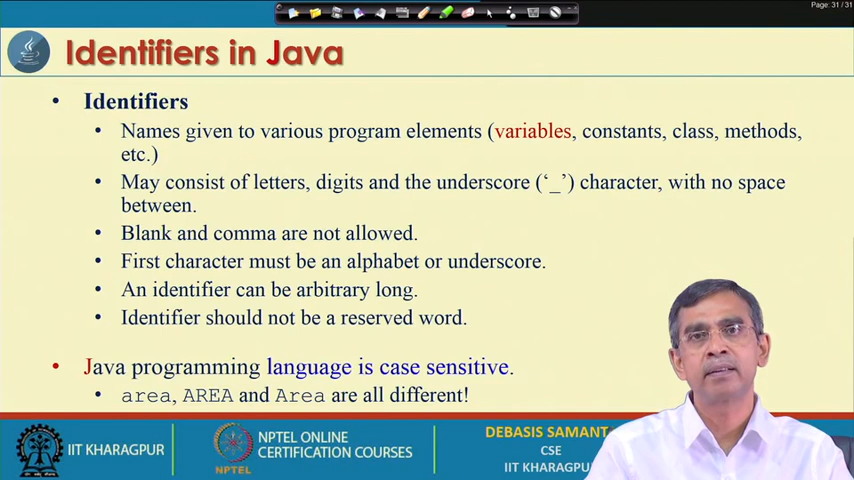 Page: 31 / 31
Identifiers in Java
• Identifiers
• Names given to various program elements (variables, constants, class, methods,
etc.)
• May consist of letters, digits and the underscore (‘_’) character, with no space
between.
• Blank and comma are not allowed.
• First character must be an alphabet or underscore.
• An identifier can be arbitrary long.
• Identifier should not be a reserved word.
• Java programming language is case sensitive.
• area, AREA and Area are all different!
IIT KHARAGPUR
NPTEL
NPTEL ONLINE
CERTIFICATION COURSES
DEBASIS SAMANT
CSE
IIT KHARAGPUR